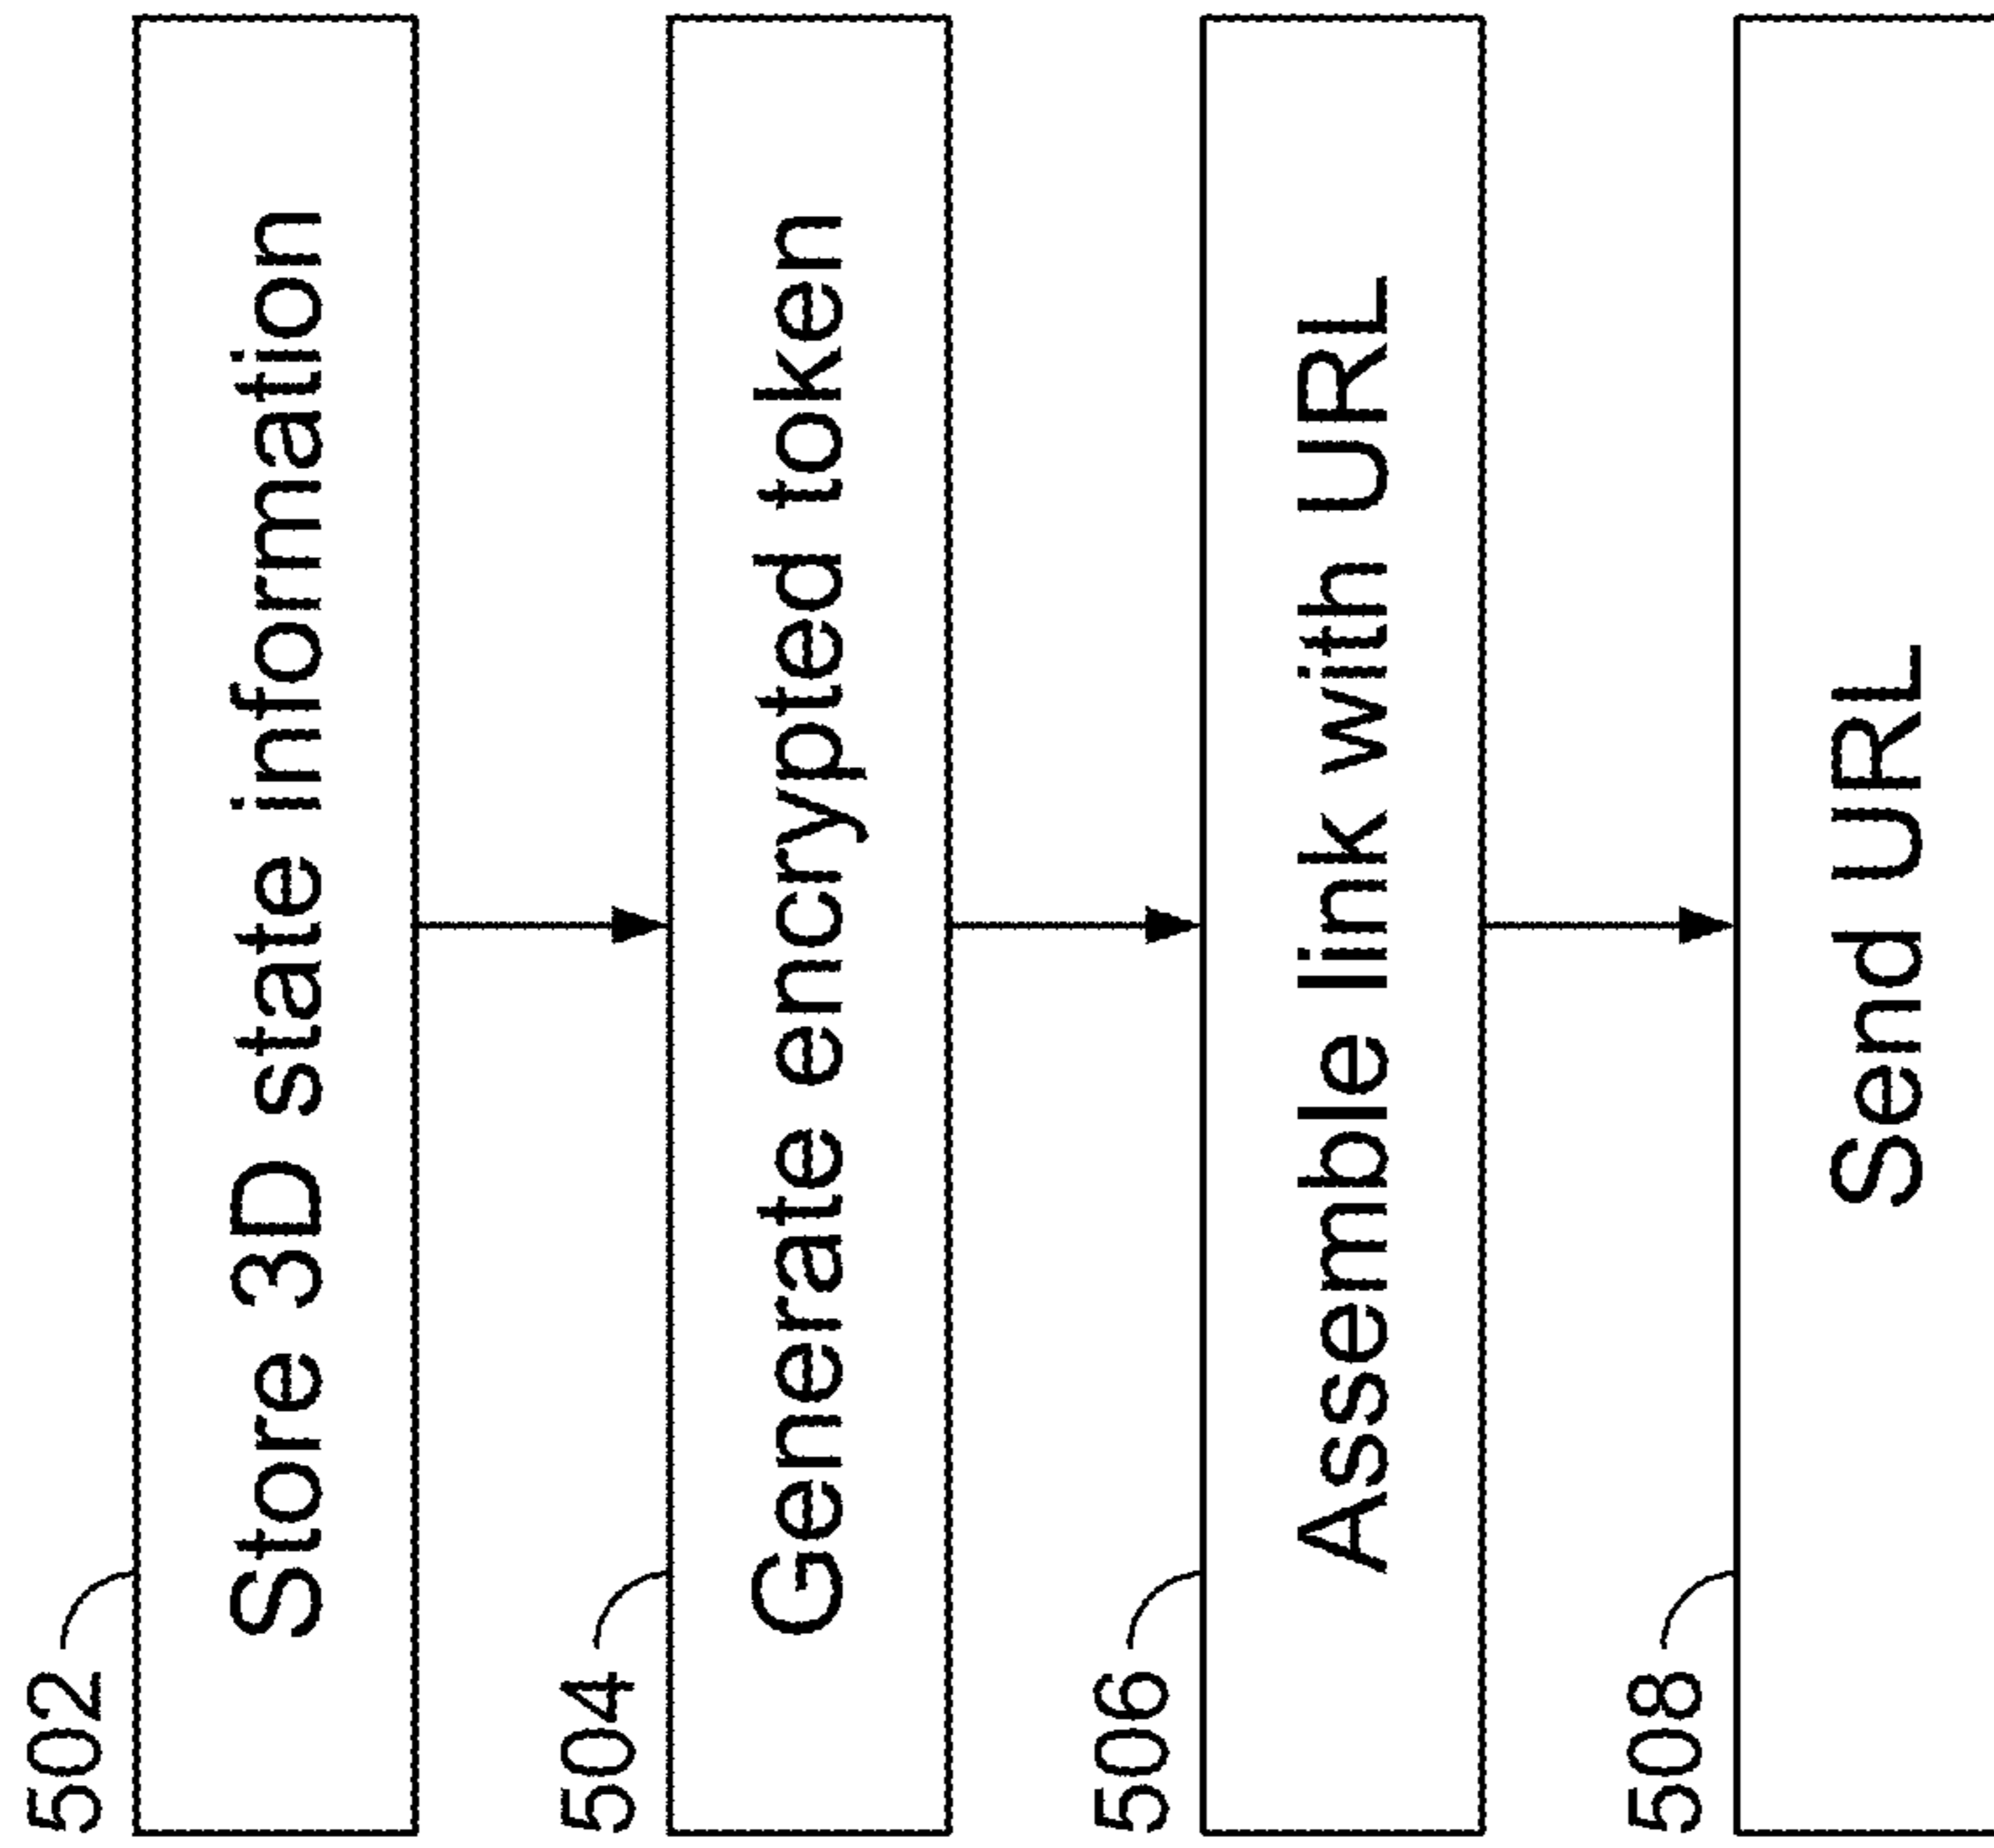 502
Store 3D state information
504
Generate encrypted token
506
Assemble link with URL
508
Send URL